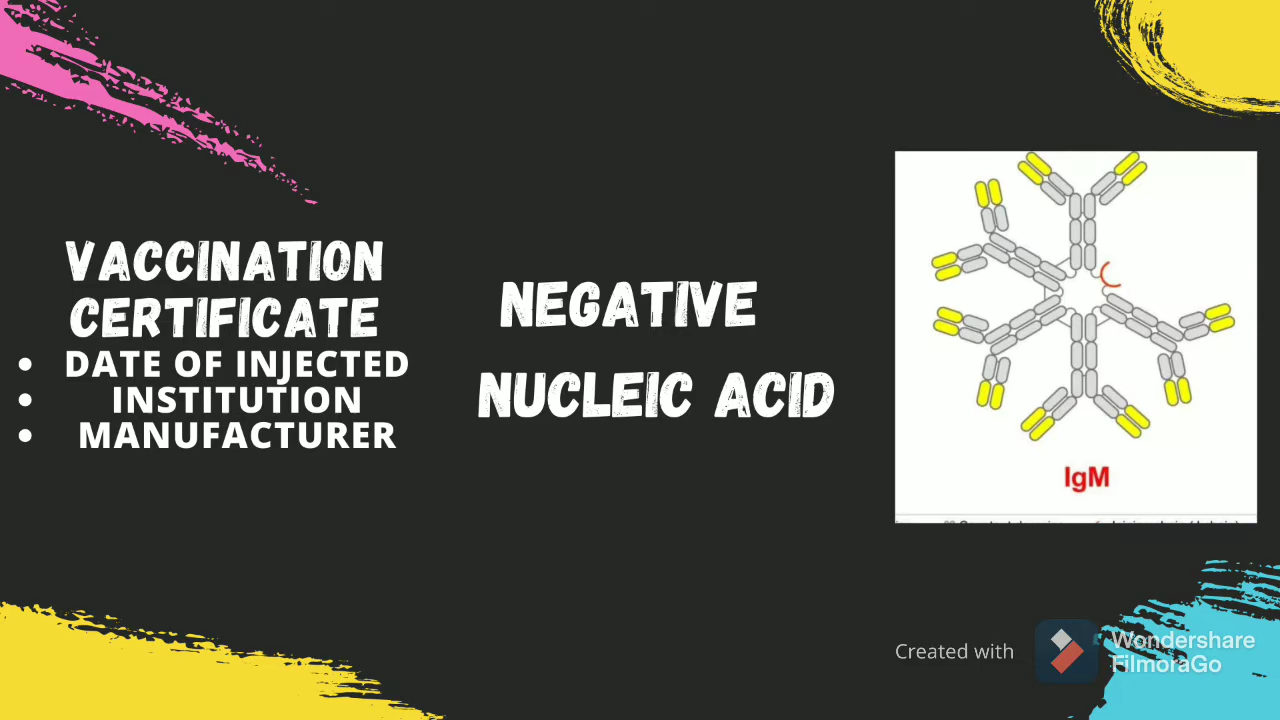 VACCINATION
CERTIFICATE
• DATE OF INJECTED
• INSTITUTION
• MANUFACTURER
NEGATIVE
NUCLEIC ACID
IgM
Created with
Wondershare
FilmoraGo